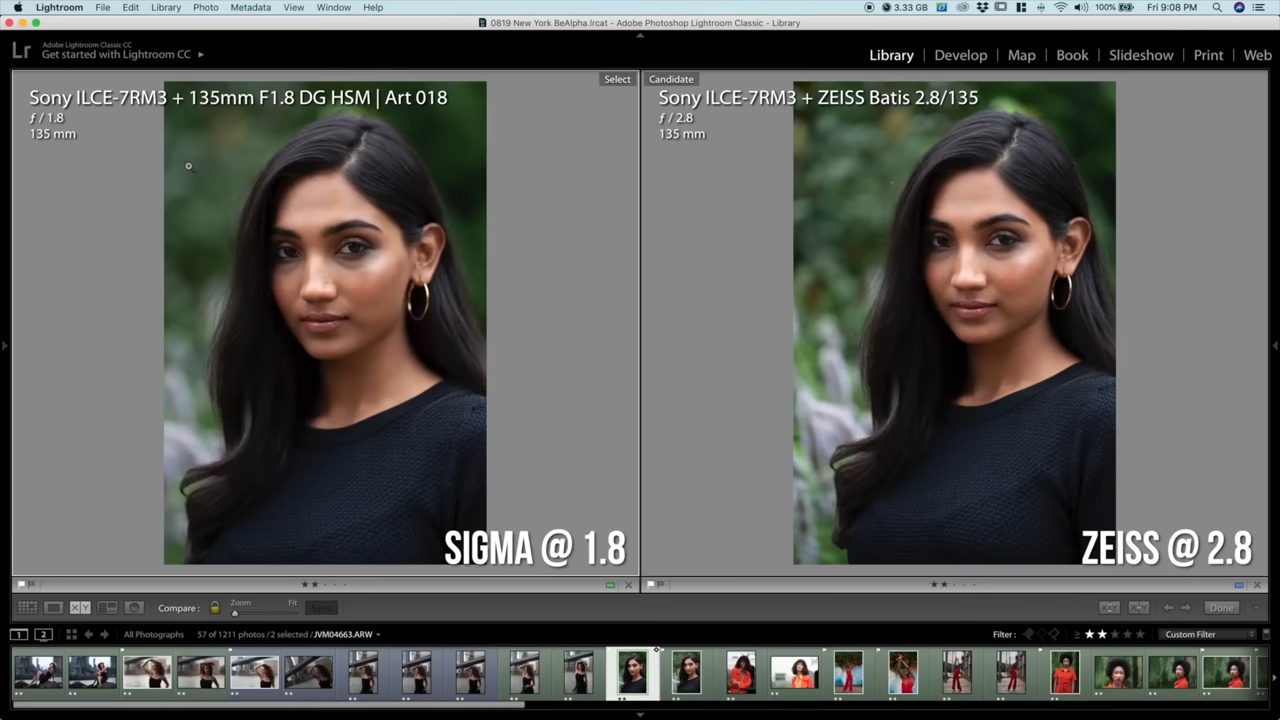 Lightroom File Edit Library Photo Metadata View Window Help 3.33 GB 100% Fri 9:08 PM
0819 New York BeAlpha.lrcat - Adobe Photoshop Lightroom Classic - Library
Lr Adobe Lightroom Classic CC
Get started with Lightroom CC
Library Develop Map Book Slideshow Print Web
Select Candidate
Sony ILCE-7RM3 + 135mm F1.8 DG HSM | Art 018
ƒ / 1.8
135 mm
Sony ILCE-7RM3 + ZEISS Batis 2.8/135
ƒ / 2.8
135 mm
SIGMA @ 1.8
ZEISS @ 2.8
Compare : Zoom Fit Sync Done
1 2 All Photographs 57 of 1211 photos / 2 selected / JVM04663.ARW Filter : Custom Filter